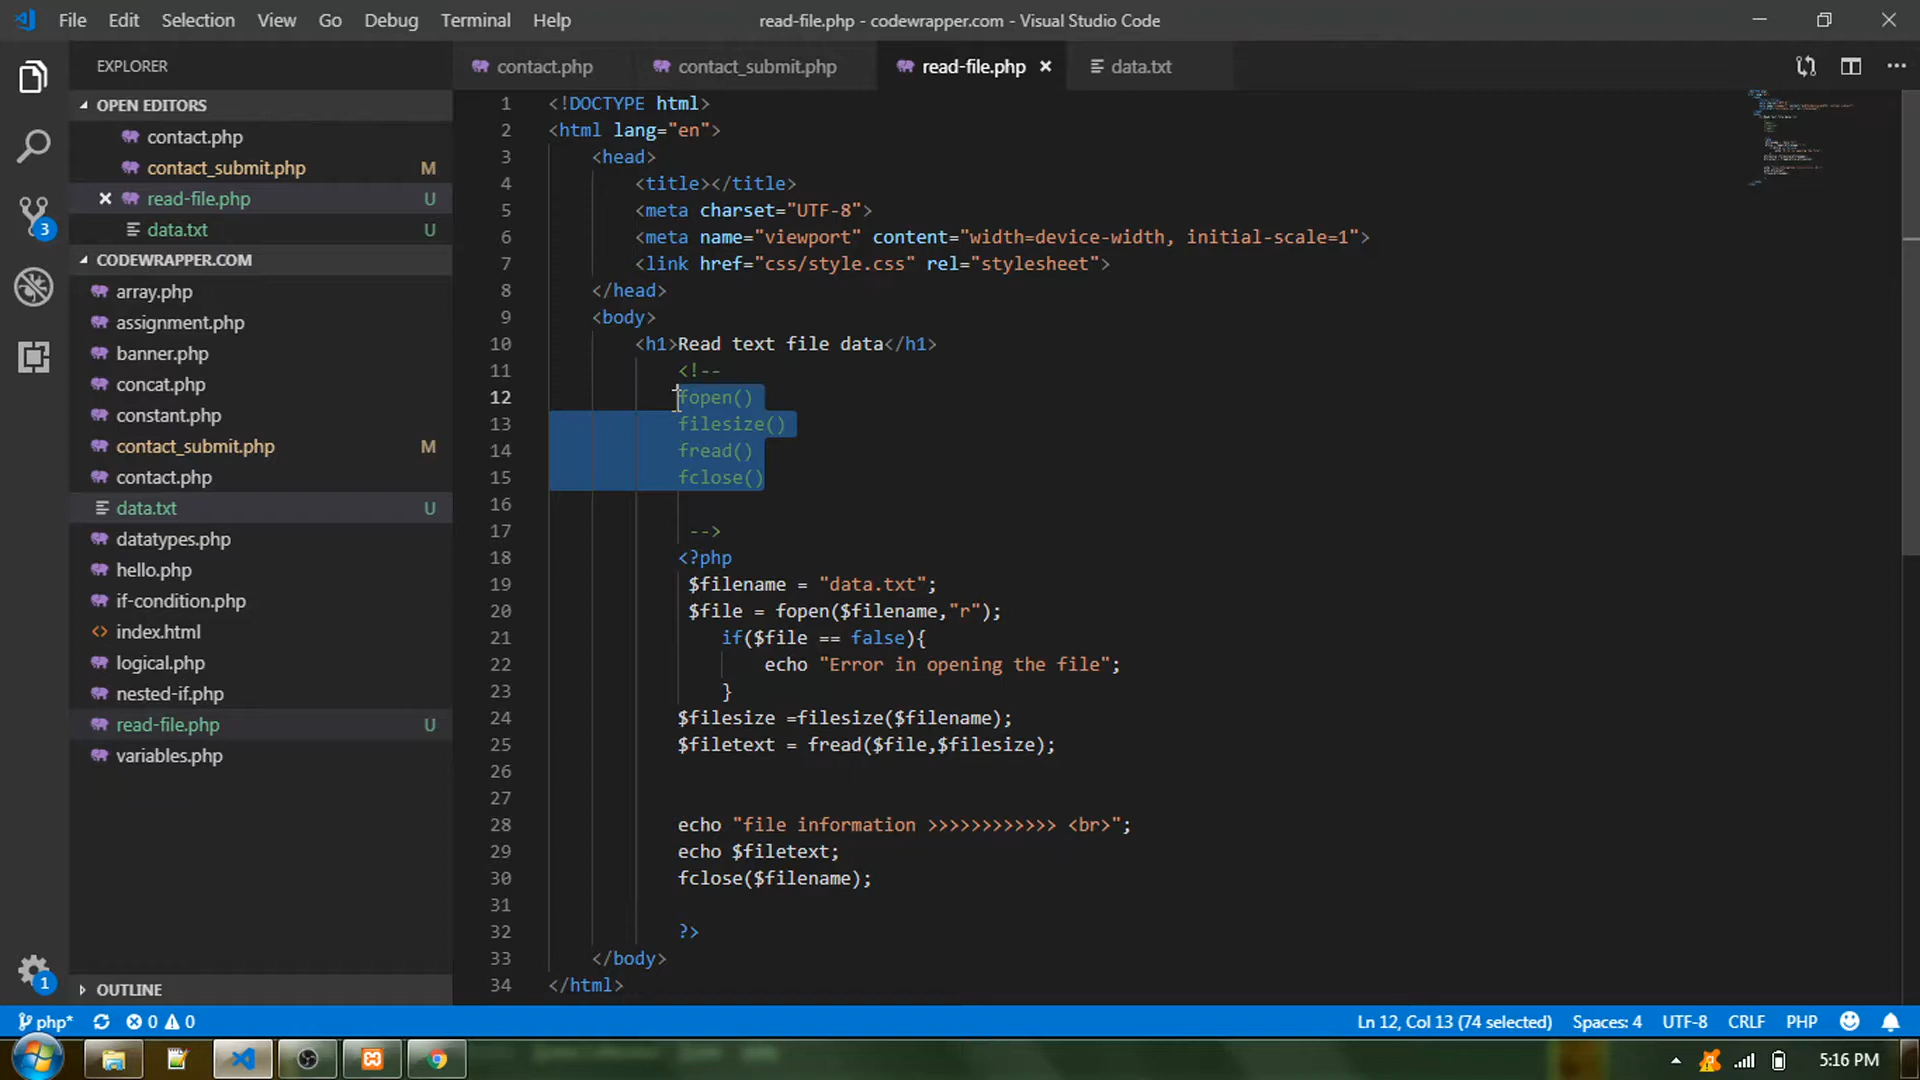 File Edit Selection View Go Debug Terminal Help read-file.php - codewrapper.com - Visual Studio Code
EXPLORER
OPEN EDITORS
contact.php
contact_submit.php M
read-file.php U
data.txt U
CODEWRAPPER.COM
array.php
assignment.php
banner.php
concat.php
constant.php
contact_submit.php M
contact.php
data.txt U
datatypes.php
hello.php
if-condition.php
index.html
logical.php
nested-if.php
read-file.php U
variables.php
OUTLINE
3
1
contact.php contact_submit.php read-file.php data.txt
1 <!DOCTYPE html>
2 <html lang="en">
3 <head>
4 <title></title>
5 <meta charset="UTF-8">
6 <meta name="viewport" content="width=device-width, initial-scale=1">
7 <link href="css/style.css" rel="stylesheet">
8 </head>
9 <body>
10 <h1>Read text file data</h1>
11 <!--
12 fopen()
13 filesize()
14 fread()
15 fclose()
16
17 -->
18 <?php
19 $filename = "data.txt";
20 $file = fopen($filename,"r");
21 if($file == false){
22 echo "Error in opening the file";
23 }
24 $filesize =filesize($filename);
25 $filetext = fread($file,$filesize);
26
27
28 echo "file information >>>>>>>>>>>> <br>";
29 echo $filetext;
30 fclose($filename);
31
32 ?>
33 </body>
34 </html>
php* 0 0 Ln 12, Col 13 (74 selected) Spaces: 4 UTF-8 CRLF PHP
5:16 PM